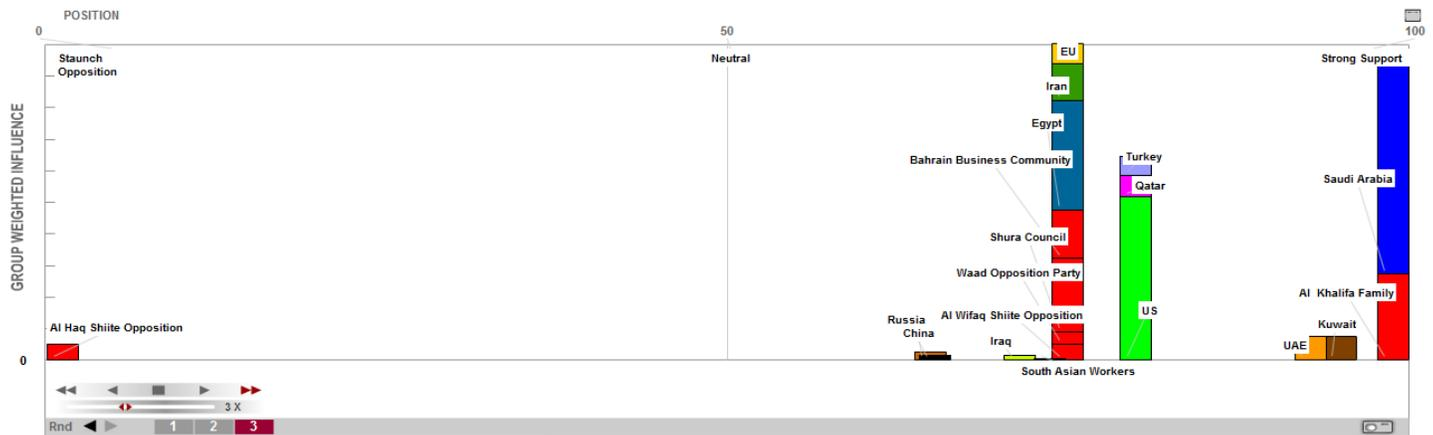 POSITION
0
50
100
Staunch
Opposition
Neutral
Strong Support
EU
Iran
Egypt
Bahrain Business Community
Turkey
Qatar
Saudi Arabia
Shura Council
Waad Opposition Party
Al Khalifa Family
Al Wifaq Shiite Opposition
US
Russia
China
Kuwait
Al Haq Shiite Opposition
Iraq
UAE
0
South Asian Workers
GROUP WEIGHTED INFLUENCE
3 X
Rnd
1
2
3